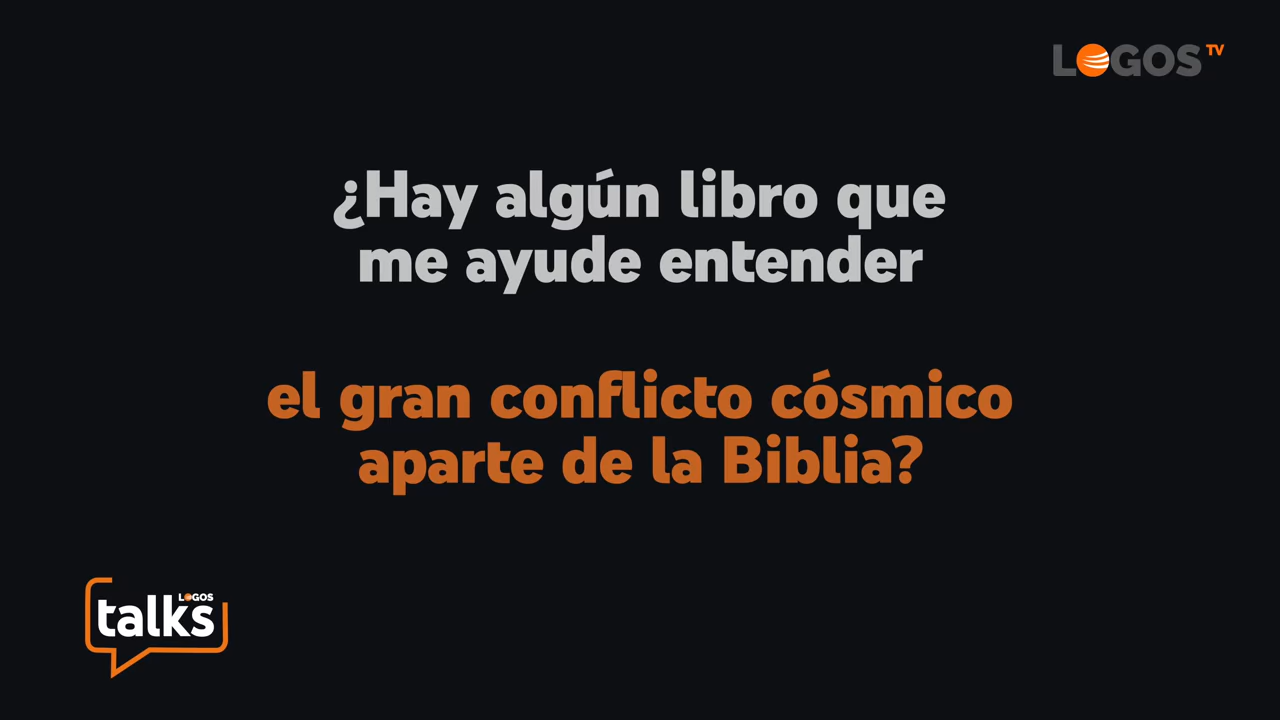 LOGOS TV
¿Hay algún libro que
me ayude entender
el gran conflicto cósmico
aparte de la Biblia?
LOGOS
talks